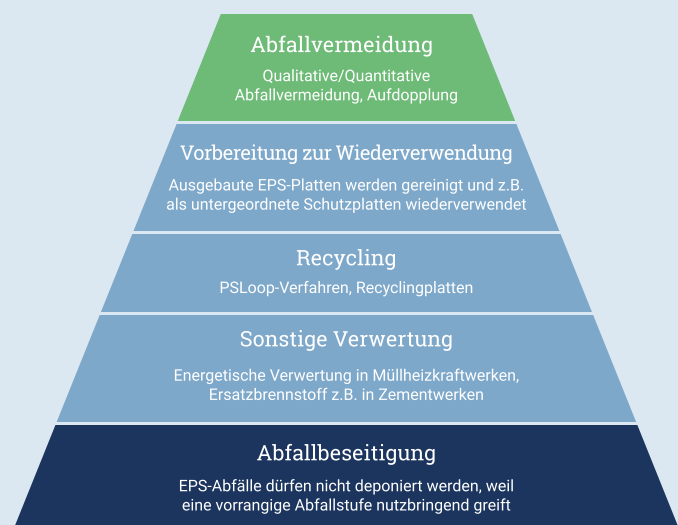 Abfallvermeidung
Qualitative/Quantitative
Abfallvermeidung, Aufdopplung
Vorbereitung zur Wiederverwendung
Ausgebaute EPS-Platten werden gereinigt und z.B.
als untergeordnete Schutzplatten wiederverwendet
Recycling
PSLoop-Verfahren, Recyclingplatten
Sonstige Verwertung
Energetische Verwertung in Müllheizkraftwerken,
Ersatzbrennstoff z.B. in Zementwerken
Abfallbeseitigung
EPS-Abfälle dürfen nicht deponiert werden, weil
eine vorrangige Abfallstufe nutzbringend greift